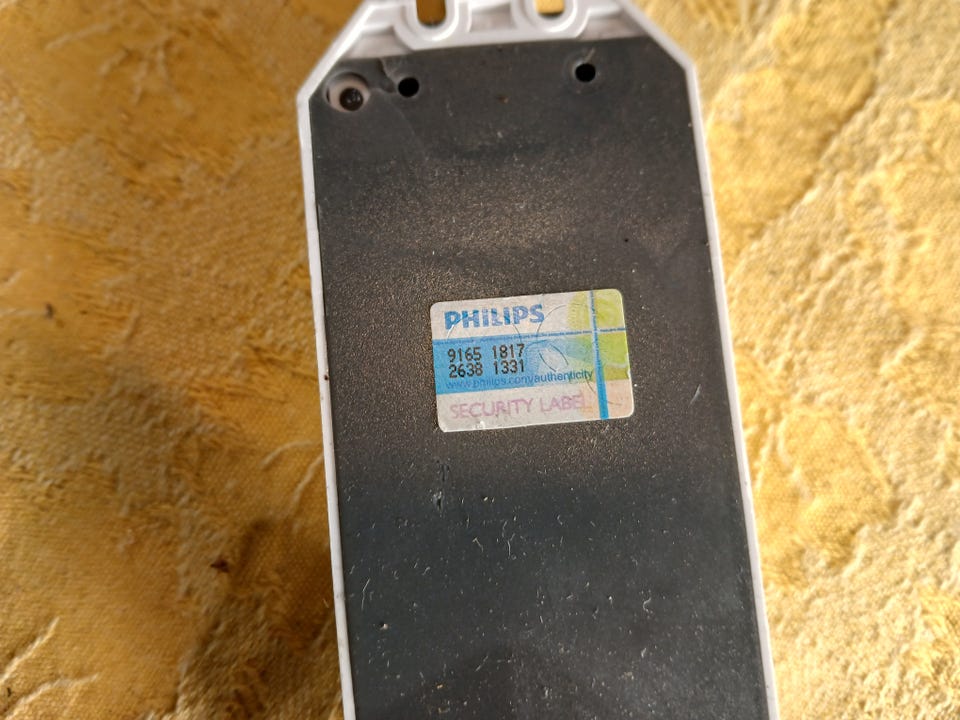 PHILIPS
9165 1817
2638 1331
www.philips.com/authenticity
SECURITY LABEL